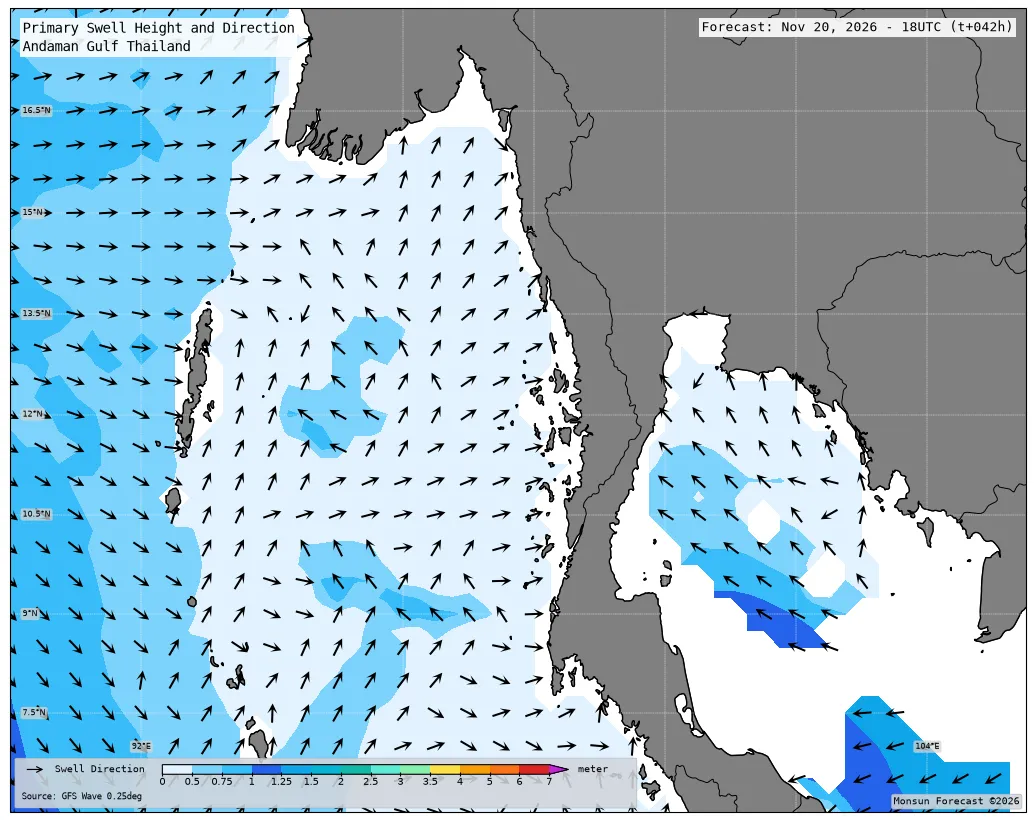 Primary Swell Height and Direction
Andaman Gulf Thailand
Forecast: Nov 20, 2026 - 18UTC (t+042h)
16.5°N
15°N
13.5°N
12°N
10.5°N
9°N
7.5°N
92°E
104°E
Swell Direction
0 0.5 0.75 1 1.25 1.5 2 2.5 3 3.5 4 5 6
meter
Source: GFS Wave 0.25deg
Monsun Forecast ©2026